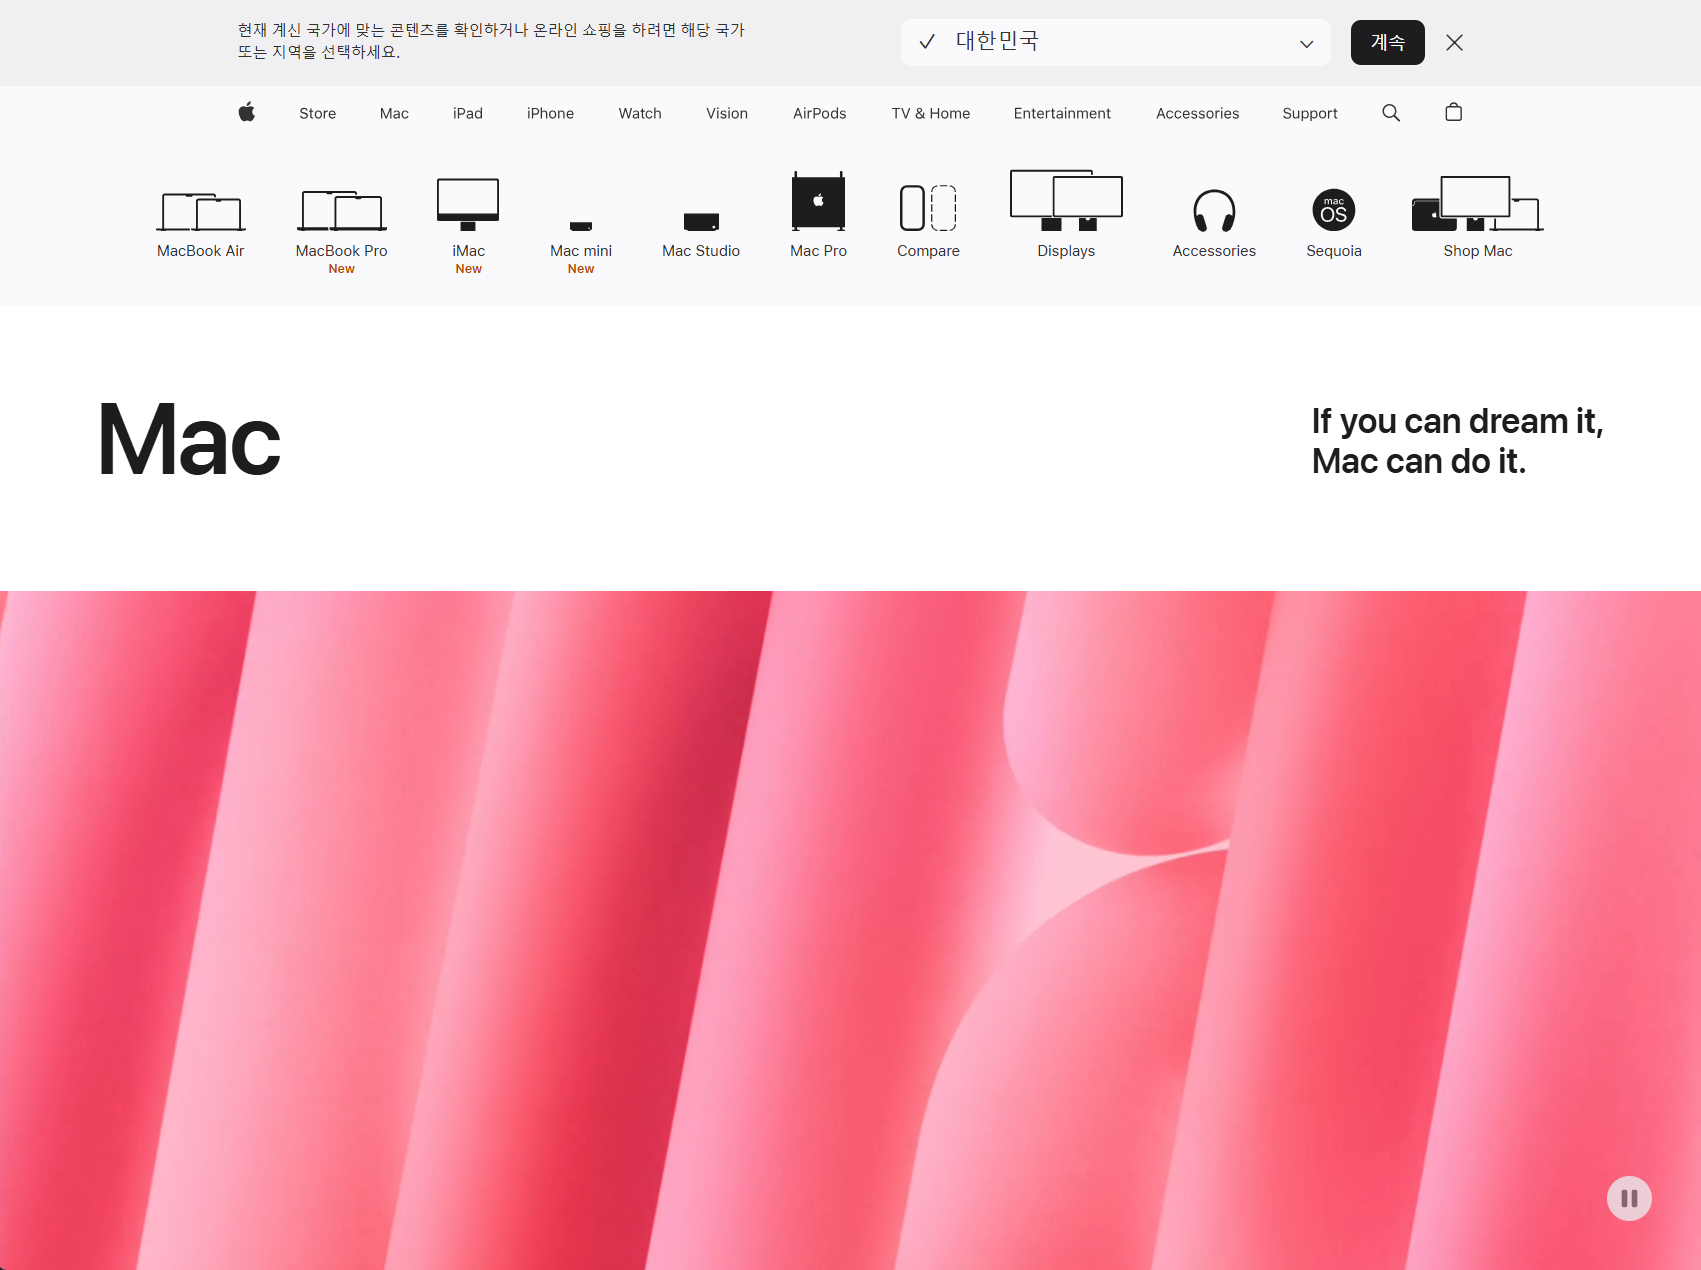 현재 계신 국가에 맞는 콘텐츠를 확인하거나 온라인 쇼핑을 하려면 해당 국가
또는 지역을 선택하세요.
대한민국
계속
Store Mac iPad iPhone Watch Vision AirPods TV & Home Entertainment Accessories Support
mac
OS
MacBook Air MacBook Pro iMac Mac mini Mac Studio Mac Pro Compare Displays Accessories Sequoia Shop Mac
New New New
Mac
If you can dream it,
Mac can do it.